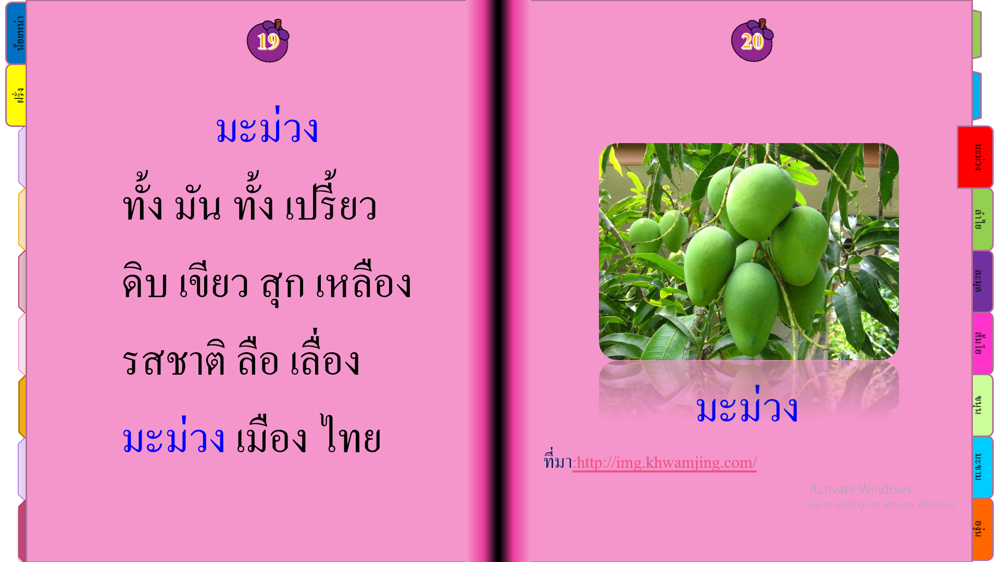 น้อยหน่า
ฝรั่ง
19
มะม่วง
ทั้ง มัน ทั้ง เปรี้ยว
ดิบ เขียว สุก เหลือง
รสชาติ ลือ เลื่อง
มะม่วง เมือง ไทย
20
มะม่วง
ที่มา:http://img.khwamjing.com/
Activate Windows
Go to Settings to activate Windows.
มะม่วง
ลำไย
ละมุด
ส้มโอ
ขนุน
มะขาม
องุ่น